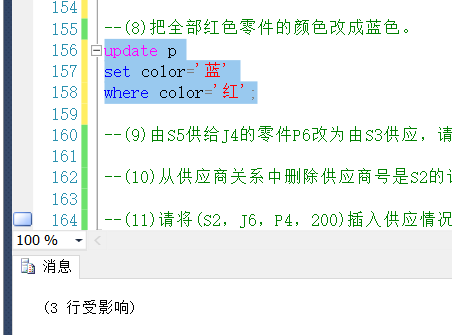 154
155 --(8)把全部红色零件的颜色改成蓝色。
156 update p
157 set color='蓝'
158 where color='红';
159
160 --(9)由S5供给J4的零件P6改为由S3供应，请
161
162 --(10)从供应商关系中删除供应商号是S2的
163
164 --(11)请将(S2，J6，P4，200)插入供应情况
100 %
消息
(3 行受影响)